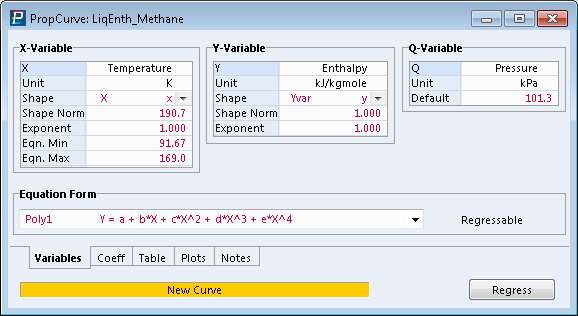 PropCurve: LiqEnth_Methane
X-Variable
X Temperature
Unit K
Shape X x
Shape Norm 190.7
Exponent 1.000
Eqn. Min 91.67
Eqn. Max 169.0
Y-Variable
Y Enthalpy
Unit kJ/kgmole
Shape Yvar y
Shape Norm 1.000
Exponent 1.000
Q-Variable
Q Pressure
Unit kPa
Default 101.3
Equation Form
Poly1 Y = a + b*X + c*X^2 + d*X^3 + e*X^4
Regressable
Variables Coeff Table Plots Notes
New Curve
Regress